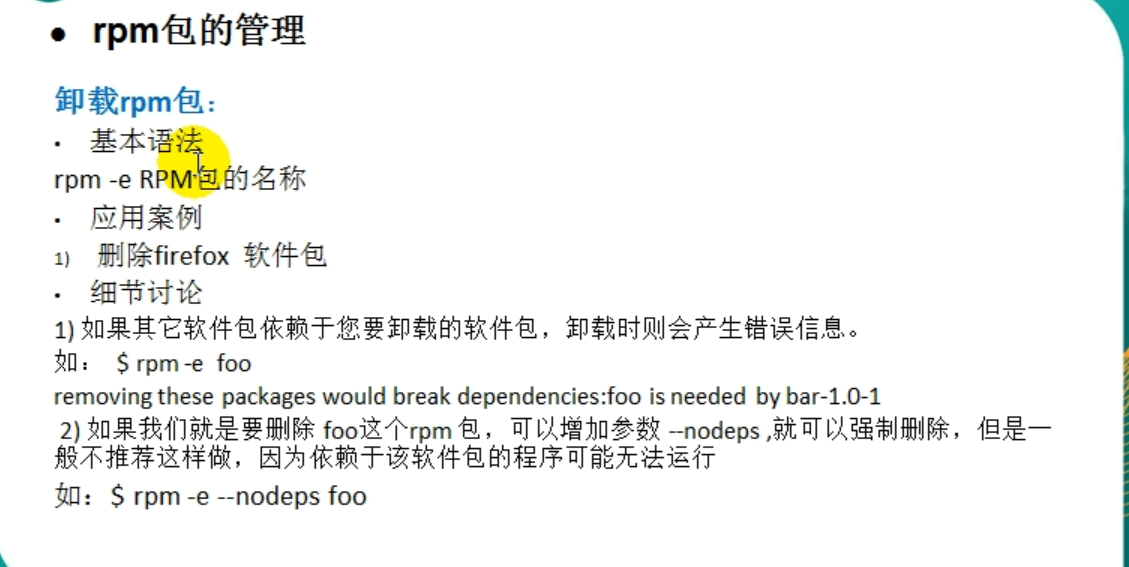 • rpm包的管理
卸载rpm包：
• 基本语法
rpm -e RPM包的名称
• 应用案例
1) 删除firefox 软件包
• 细节讨论
1) 如果其它软件包依赖于您要卸载的软件包，卸载时则会产生错误信息。
如： $ rpm -e foo
removing these packages would break dependencies:foo is needed by bar-1.0-1
2) 如果我们就是要删除 foo这个rpm 包，可以增加参数 --nodeps ,就可以强制删除，但是一
般不推荐这样做，因为依赖于该软件包的程序可能无法运行
如：$ rpm -e --nodeps foo